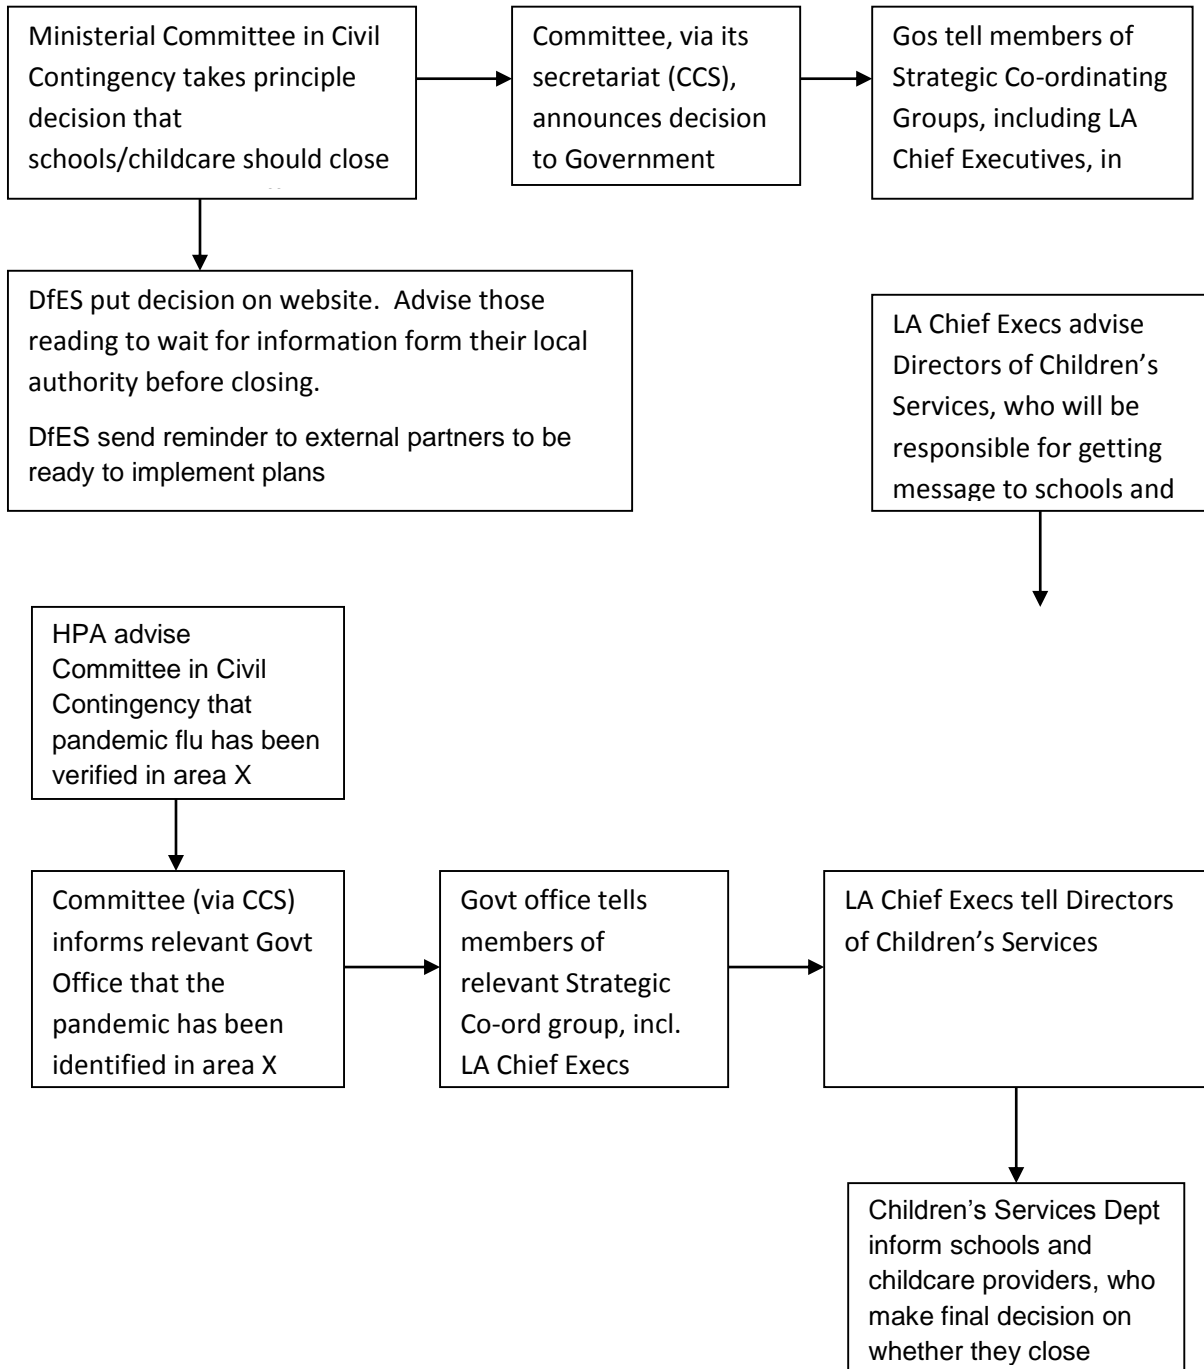 Ministerial Committee in Civil
Contingency takes principle
decision that
schools/childcare should close
Committee, via its
secretariat (CCS),
announces decision
to Government
Gos tell members of
Strategic Co-ordinating
Groups, including LA
Chief Executives, in
DfES put decision on website.  Advise those
reading to wait for information form their local
authority before closing.
DfES send reminder to external partners to be
ready to implement plans
LA Chief Execs advise
Directors of Children’s
Services, who will be
responsible for getting
message to schools and
HPA advise
Committee in Civil
Contingency that
pandemic flu has been
verified in area X
Committee (via CCS)
informs relevant Govt
Office that the
pandemic has been
identified in area X
Govt office tells
members of
relevant Strategic
Co-ord group, incl.
LA Chief Execs
LA Chief Execs tell Directors
of Children’s Services
Children’s Services Dept
inform schools and
childcare providers, who
make final decision on
whether they close